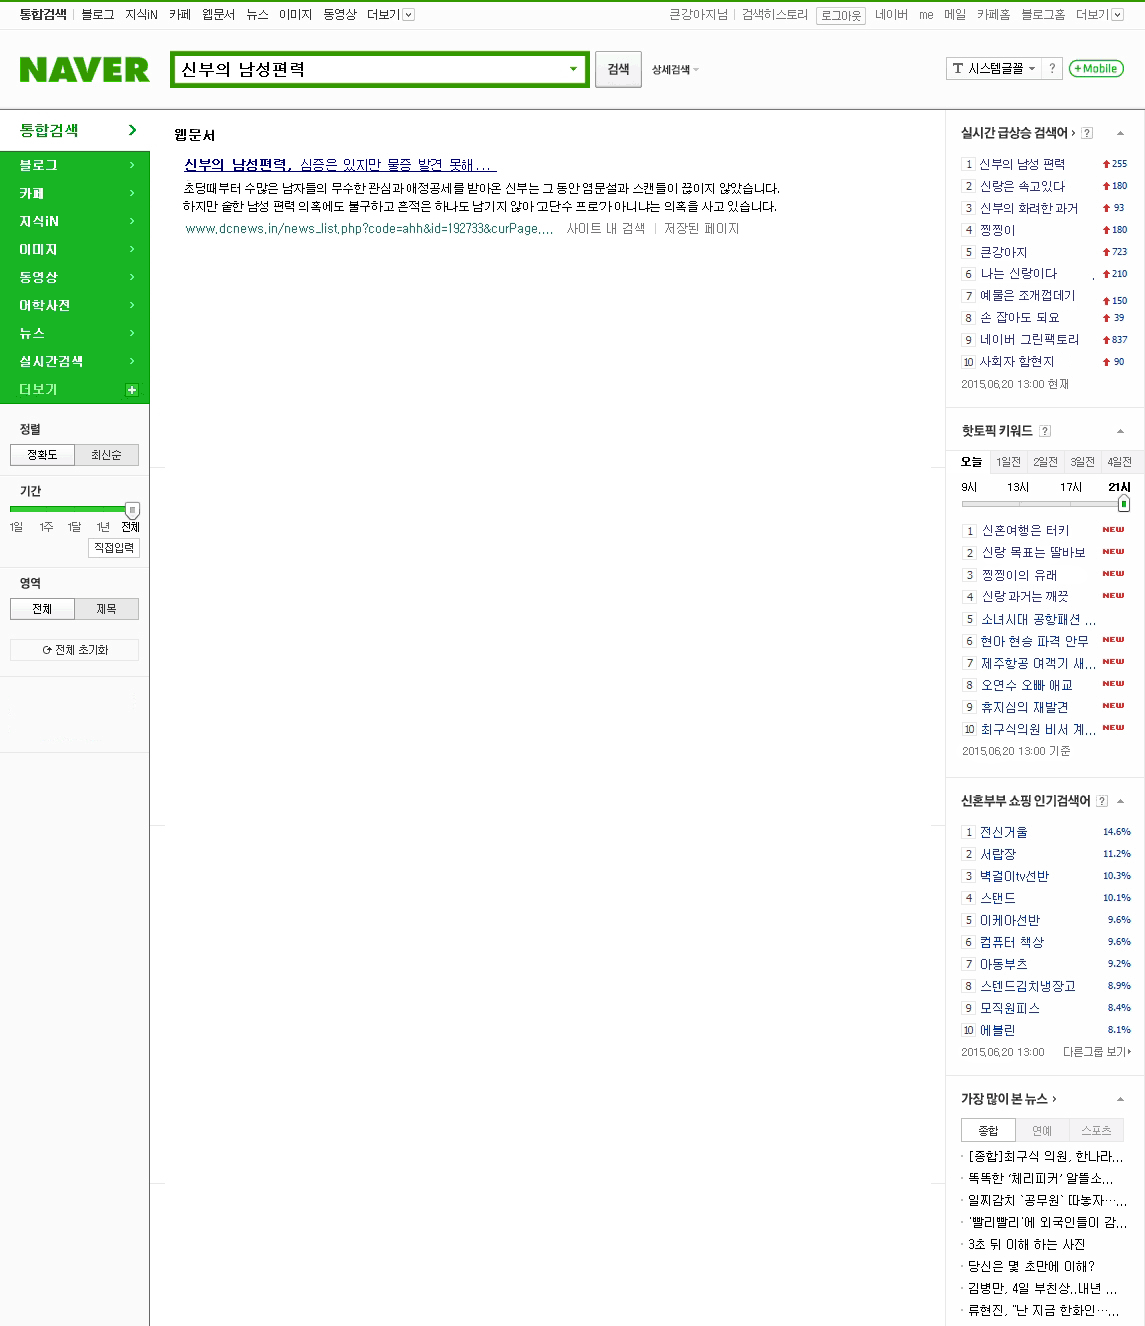 통합검색 블로그 지식iN 카페 웹문서 뉴스 이미지 동영상 더보기
큰강아지님 검색히스토리 로그아웃 네이버 me 메일 카페홈 블로그홈 더보기
NAVER 신부의 남성편력 검색 상세검색
T 시스템글꼴 ? +Mobile
통합검색
블로그
카페
지식iN
이미지
동영상
어학사전
뉴스
실시간검색
더보기
정렬
정확도 최신순
기간
1일 1주 1달 1년 전체
직접입력
영역
전체 제목
전체 초기화
웹문서
신부의 남성편력, 심증은 있지만 물증 발견 못해...
초딩때부터 수많은 남자들의 무수한 관심과 애정공세를 받아온 신부는 그 동안 염문설과 스캔들이 끊이지 않았습니다.
하지만 숱한 남성 편력 의혹에도 불구하고 흔적은 하나도 남기지 않아 '고단수 프로'가 아니냐는 의혹을 사고 있습니다.
www.dcnews.in/news_list.php?code=ahh&id=192733&curPage.... 사이트 내 검색 저장된 페이지
실시간 급상승 검색어 ?
1 신부의 남성 편력 255
2 신랑은 속고있다 180
3 신부의 화려한 과거 93
4 찡찡이 180
5 큰강아지 723
6 나는 신랑이다 . 210
7 예물은 조개껍데기 150
8 손 잡아도 되요 39
9 네이버 그린팩토리 837
10 사회자 함현지 90
2015.06.20 13:00 현재
핫토픽 키워드 ?
오늘 1일전 2일전 3일전 4일전
9시 13시 17시 21시
1 신혼여행은 터키 NEW
2 신랑 목표는 딸바보 NEW
3 찡찡이의 유래 NEW
4 신랑 과거는 깨끗 NEW
5 소녀시대 공항패션 ...
6 현아 현승 파격 안무 NEW
7 제주항공 여객기 새... NEW
8 오연수 오빠 애교 NEW
9 휴지심의 재발견 NEW
10 최구식의원 비서 계... NEW
2015.06.20 13:00 기준
신혼부부 쇼핑 인기검색어 ?
1 전신거울 14.6%
2 서랍장 11.2%
3 벽걸이tv선반 10.3%
4 스탠드 10.1%
5 이케아선반 9.6%
6 컴퓨터 책상 9.6%
7 아동부츠 9.2%
8 스텐드김치냉장고 8.9%
9 모직원피스 8.4%
10 에블린 8.1%
2015.06.20 13:00 다른그룹 보기
가장 많이 본 뉴스
종합 연예 스포츠
[종합]최구식 의원, 한나라...
똑똑한 '체리피커' 알뜰소...
일찌감치 `공무원` 따놓자…...
'빨리빨리'에 외국인들이 감...
3초 뒤 이해 하는 사진
당신은 몇 초만에 이해?
김병만, 4일 부친상..내년 ...
류현진, "난 지금 한화인…...